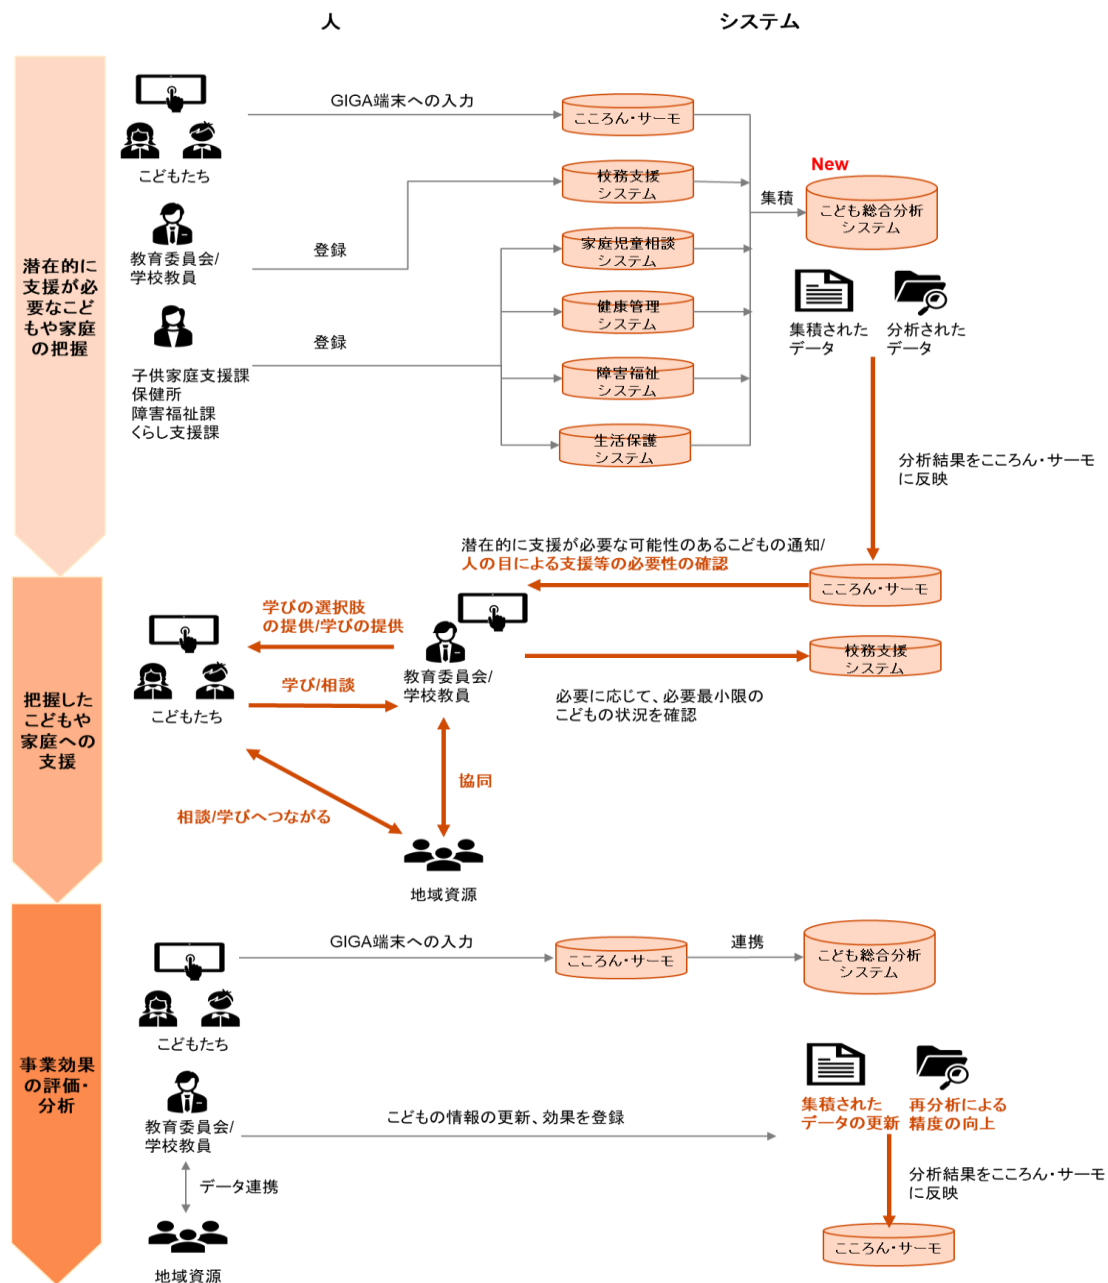 人
システム
潜在的に
支援が必
要なこど
もや家庭
の把握
こどもたち
GIGA端末への入力
こころん・サーモ
教育委員会/
学校教員
登録
校務支援
システム
子供家庭支援課
保健所
障害福祉課
くらし支援課
登録
家庭児童相談
システム
健康管理
システム
障害福祉
システム
生活保護
システム
集積
New
こども総合分析
システム
集積された
データ
分析された
データ
分析結果をこころん・サーモ
に反映
把握した
こどもや
家庭への
支援
潜在的に支援が必要な可能性のあるこどもの通知/
人の目による支援等の必要性の確認
こころん・サーモ
学びの選択肢
の提供/学びの提供
こどもたち
学び/相談
教育委員会/
学校教員
校務支援
システム
必要に応じて、必要最小限の
こどもの状況を確認
協同
相談/学びへつながる
地域資源
事業効果
の評価・
分析
こどもたち
GIGA端末への入力
こころん・サーモ
連携
こども総合分析
システム
教育委員会/
学校教員
こどもの情報の更新、効果を登録
集積された
データの更新
再分析による
精度の向上
データ連携
地域資源
分析結果をこころん・サーモ
に反映
こころん・サーモ